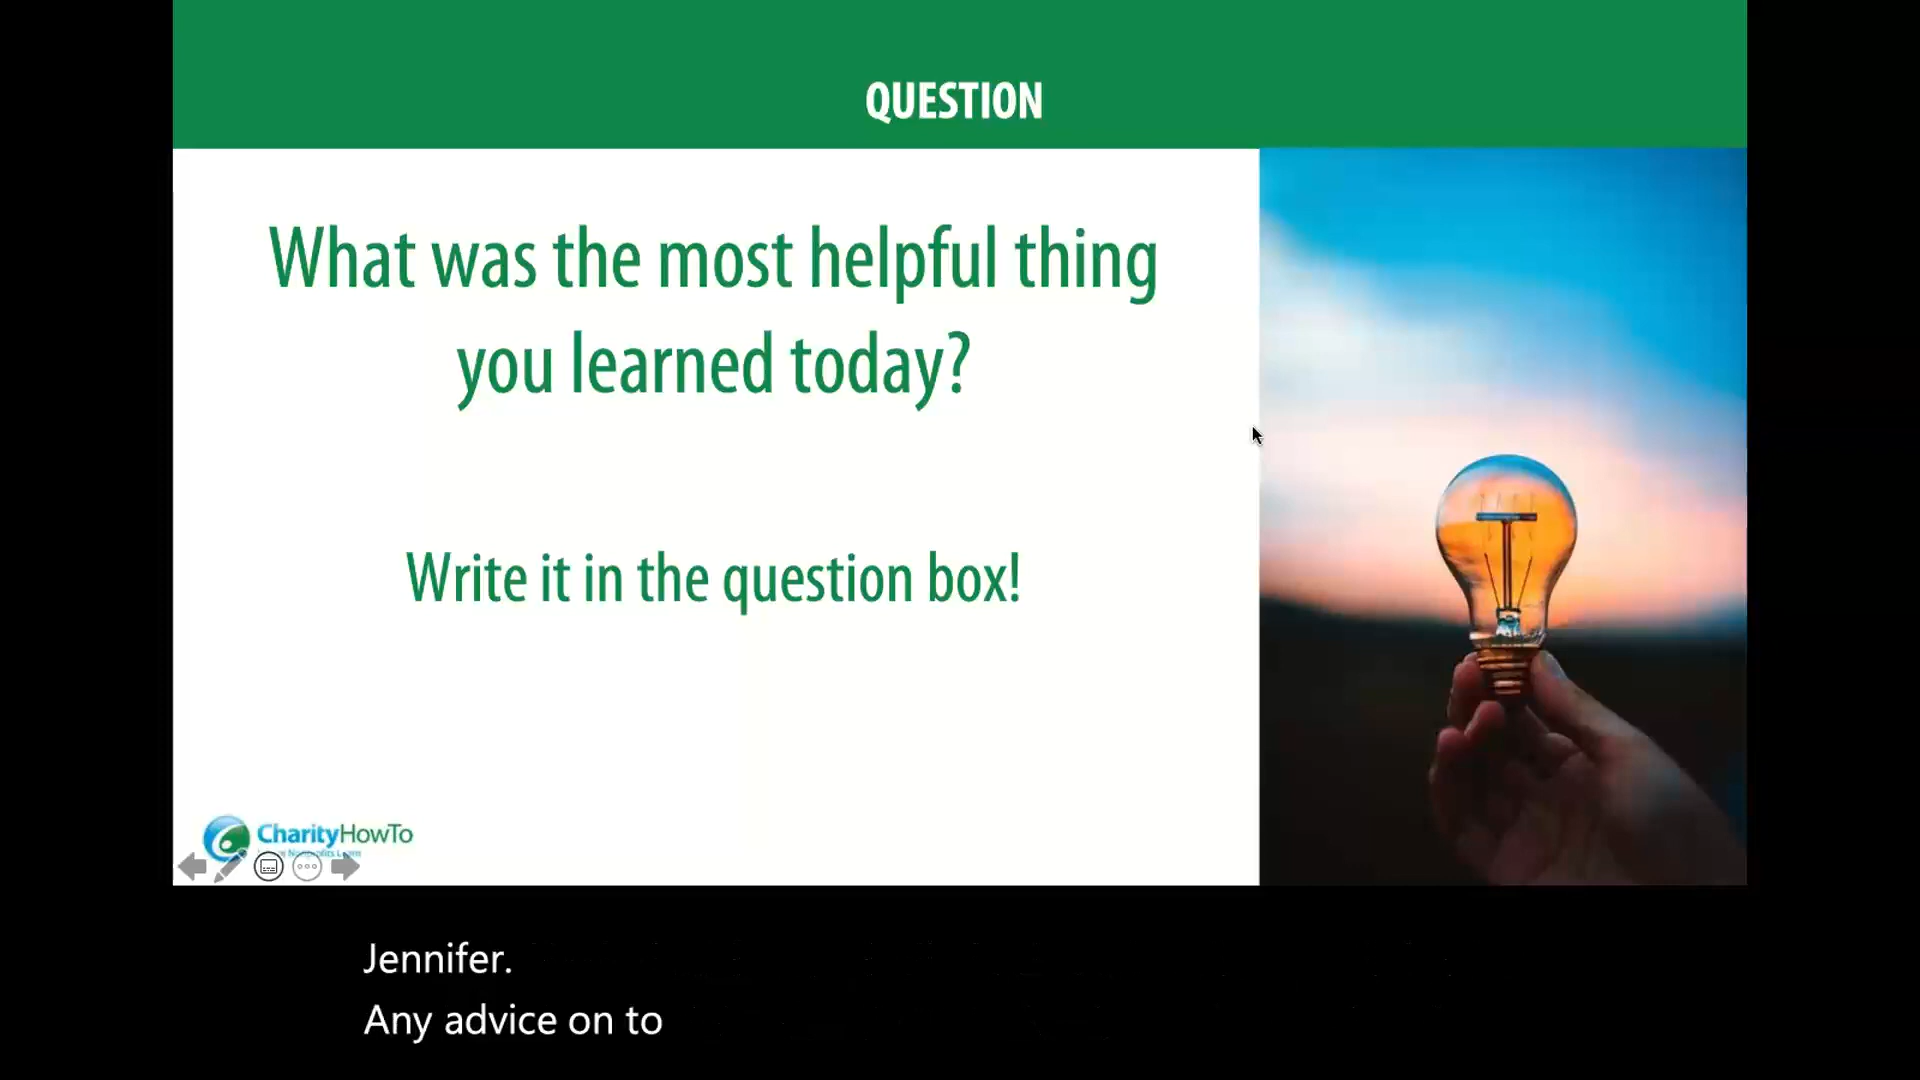 QUESTION
What was the most helpful thing
you learned today?
Write it in the question box!
CharityHowTo
Jennifer.
Any advice on to